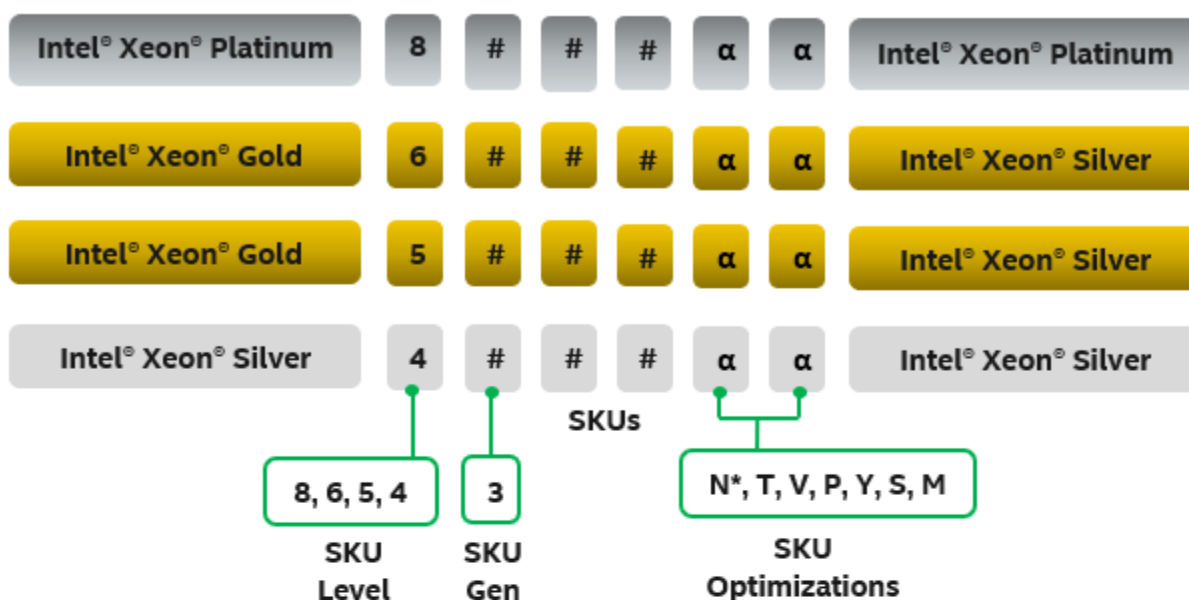 Intel® Xeon® Platinum 8 # # # α α Intel® Xeon® Platinum
Intel® Xeon® Gold 6 # # # α α Intel® Xeon® Silver
Intel® Xeon® Gold 5 # # # α α Intel® Xeon® Silver
Intel® Xeon® Silver 4 # # # α α Intel® Xeon® Silver
SKUs
8, 6, 5, 4 3 N*, T, V, P, Y, S, M
SKU SKU SKU
Level Gen Optimizations